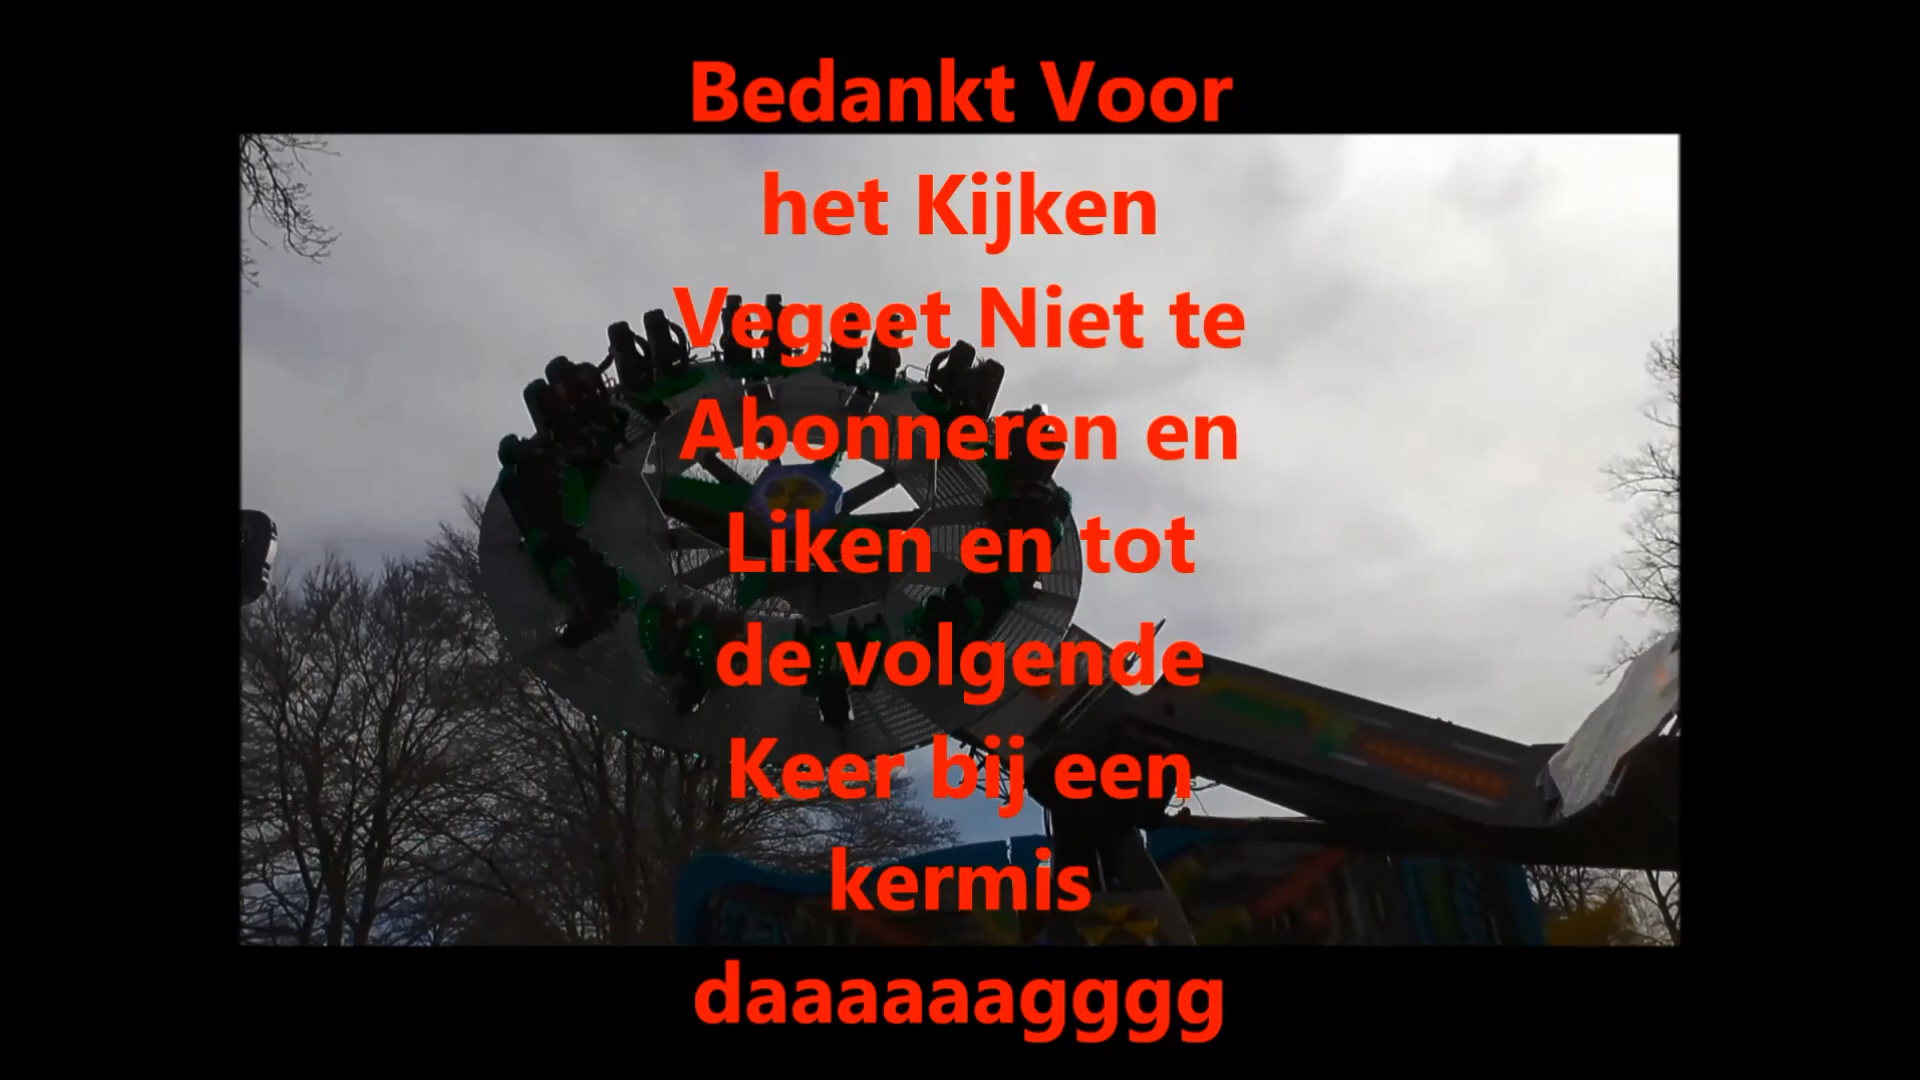 Bedankt Voor
het Kijken
Vegeet Niet te
Abonneren en
Liken en tot
de volgende
Keer bij een
kermis
daaaaaagggg